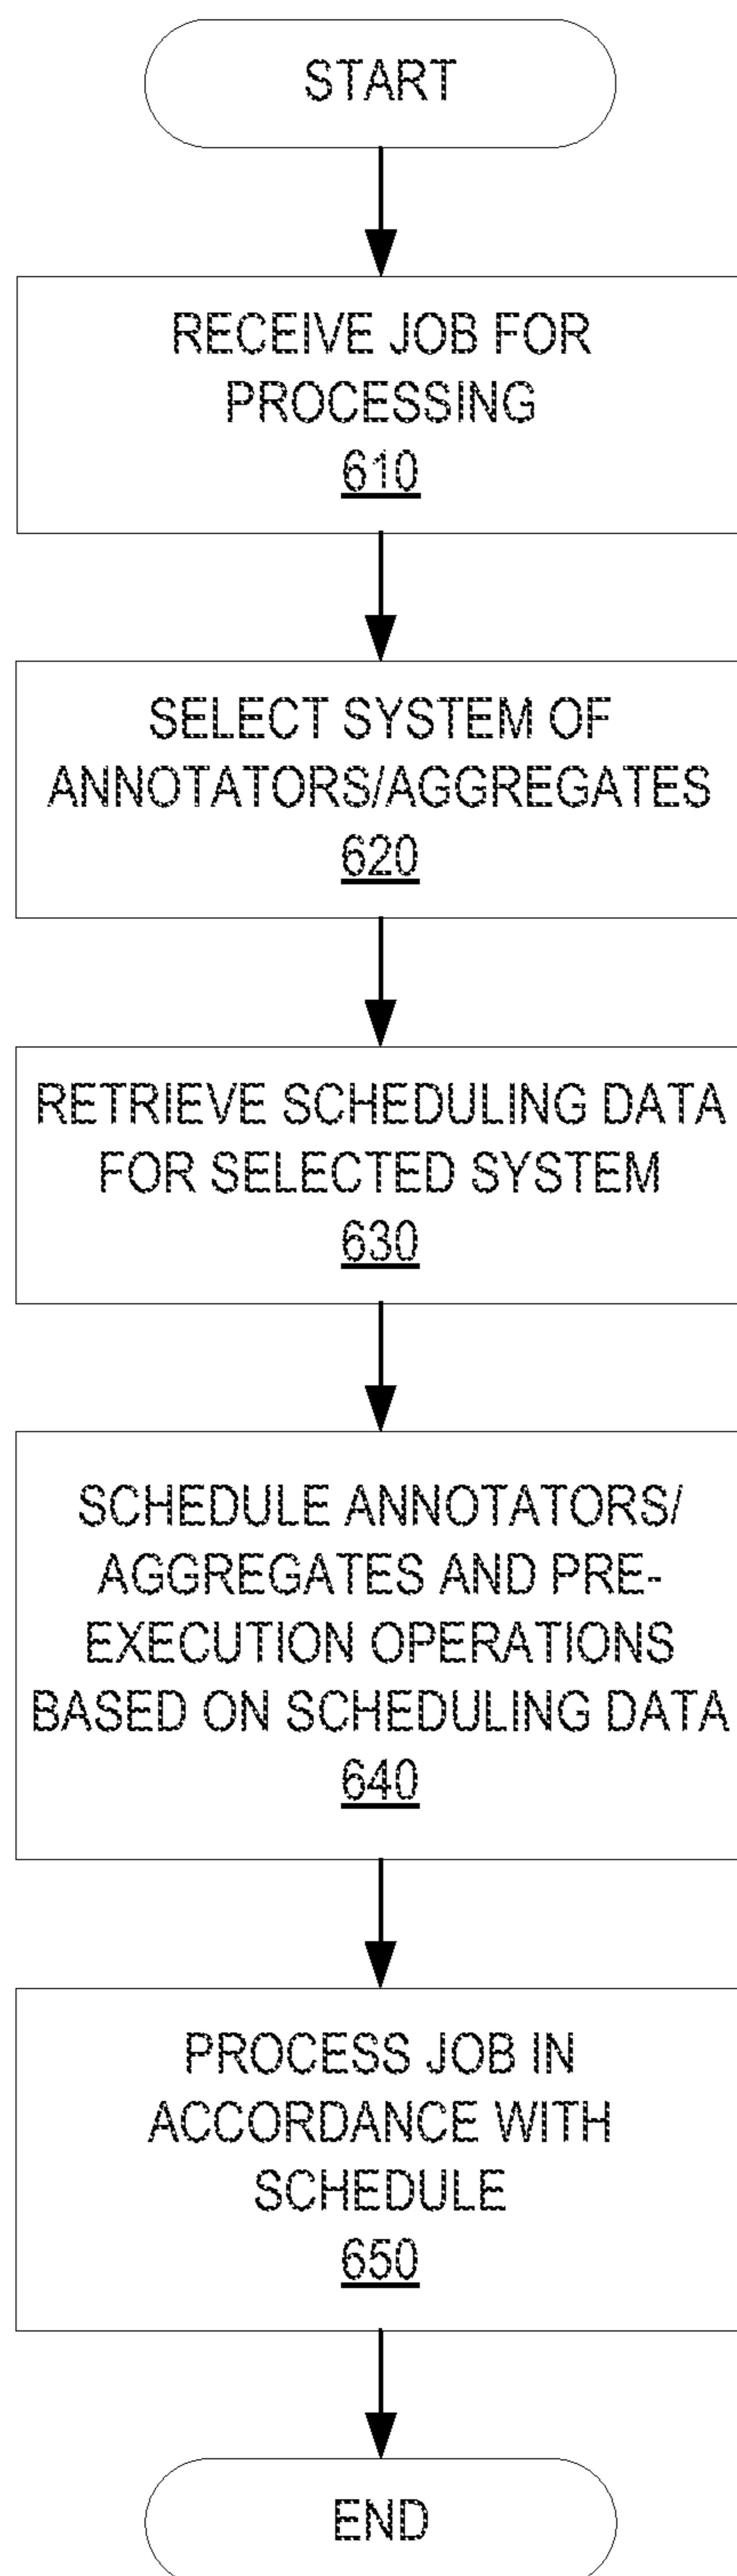 START
RECEIVE JOB FOR
PROCESSING
610
SELECT SYSTEM OF
ANNOTATORS/AGGREGATES
620
RETRIEVE SCHEDULING DATA
FOR SELECTED SYSTEM
630
SCHEDULE ANNOTATORS/
AGGREGATES AND PRE-
EXECUTION OPERATIONS
BASED ON SCHEDULING DATA
640
PROCESS JOB IN
ACCORDANCE WITH
SCHEDULE
650
END